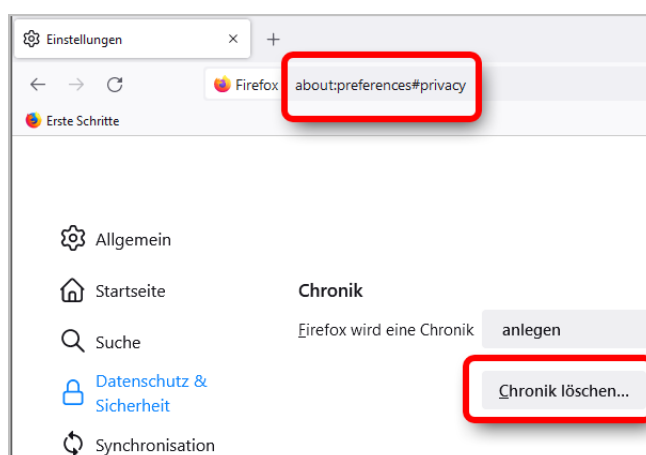 Einstellungen
Firefox about:preferences#privacy
Erste Schritte
Allgemein
Startseite
Suche
Datenschutz &
Sicherheit
Synchronisation
Chronik
Firefox wird eine Chronik anlegen
Chronik löschen...